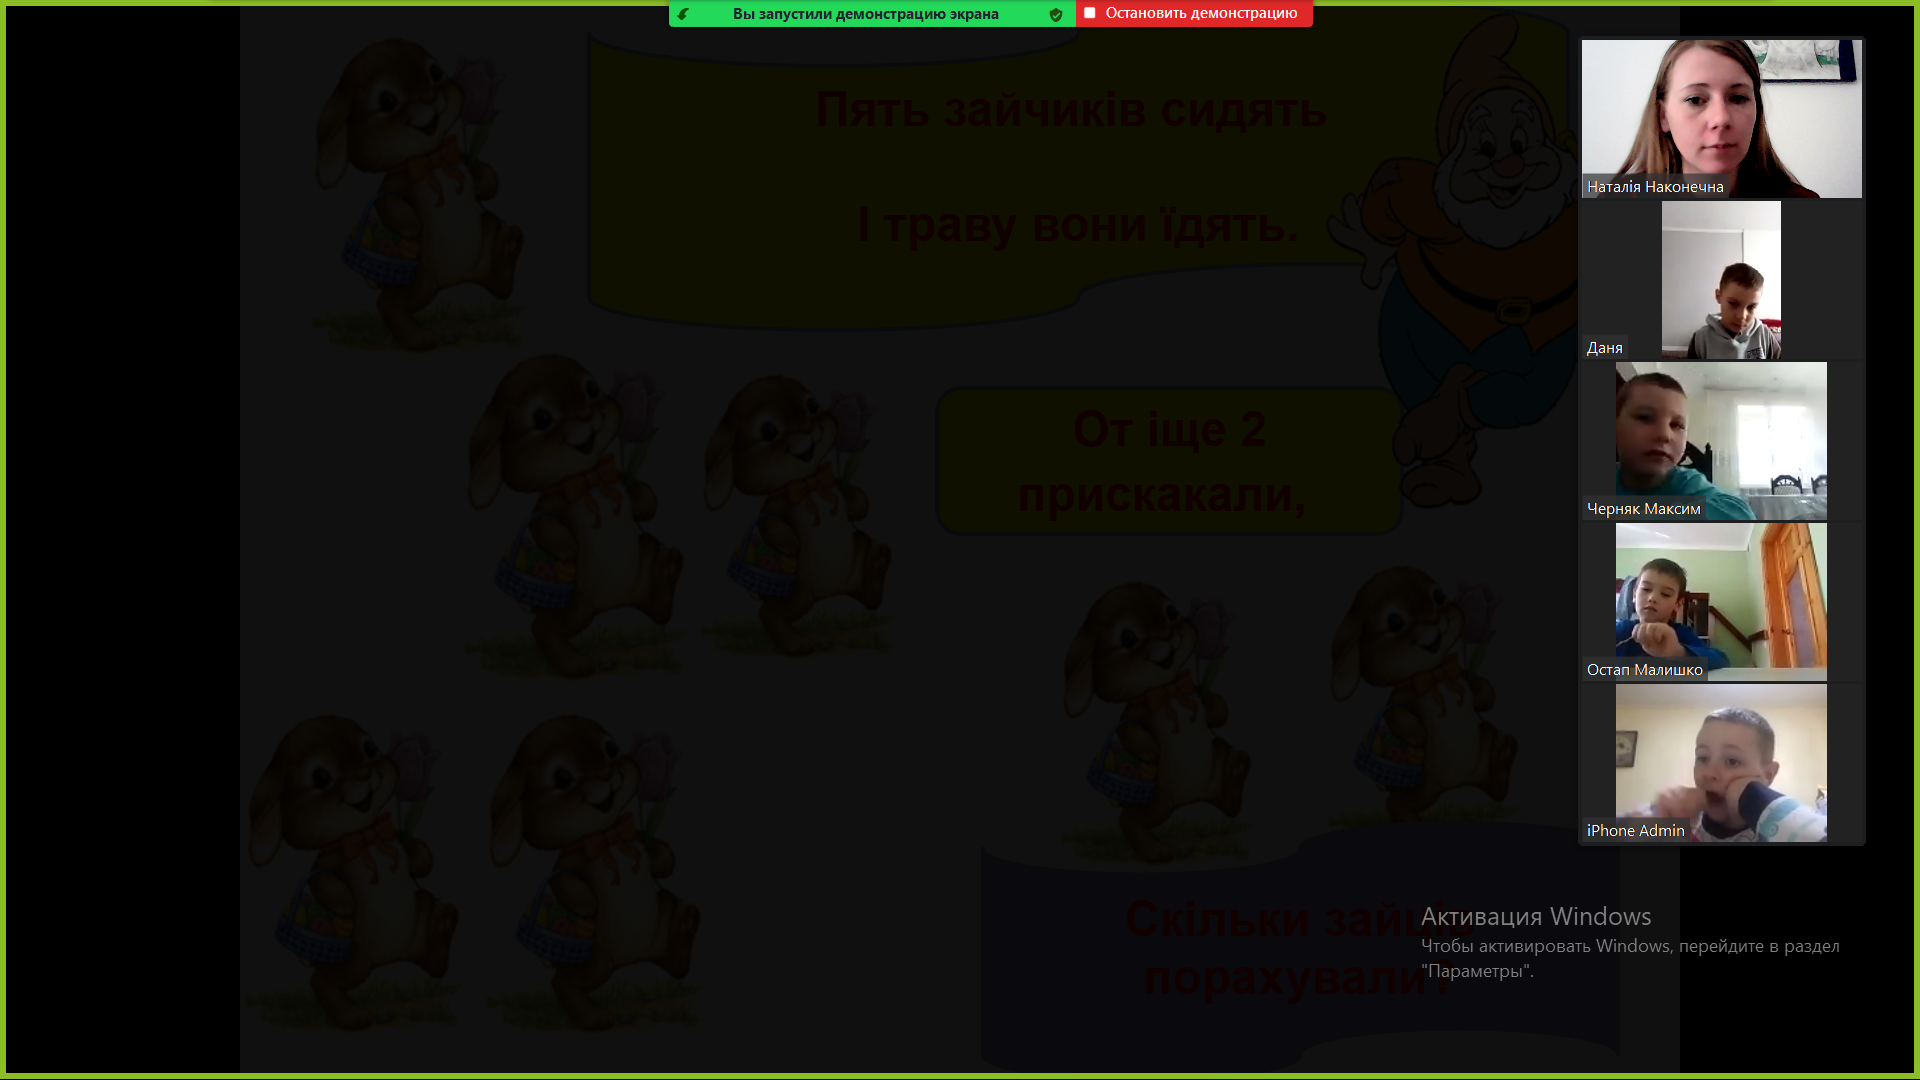 Вы запустили демонстрацию экрана
Остановить демонстрацию
Пять зайчиків сидять
І траву вони їдять.
От іще 2
прискакали,
Скільки зайців
порахували?
Наталія Наконечна
Даня
Черняк Максим
Остап Малишко
iPhone Admin
Активация Windows
Чтобы активировать Windows, перейдите в раздел
"Параметры".